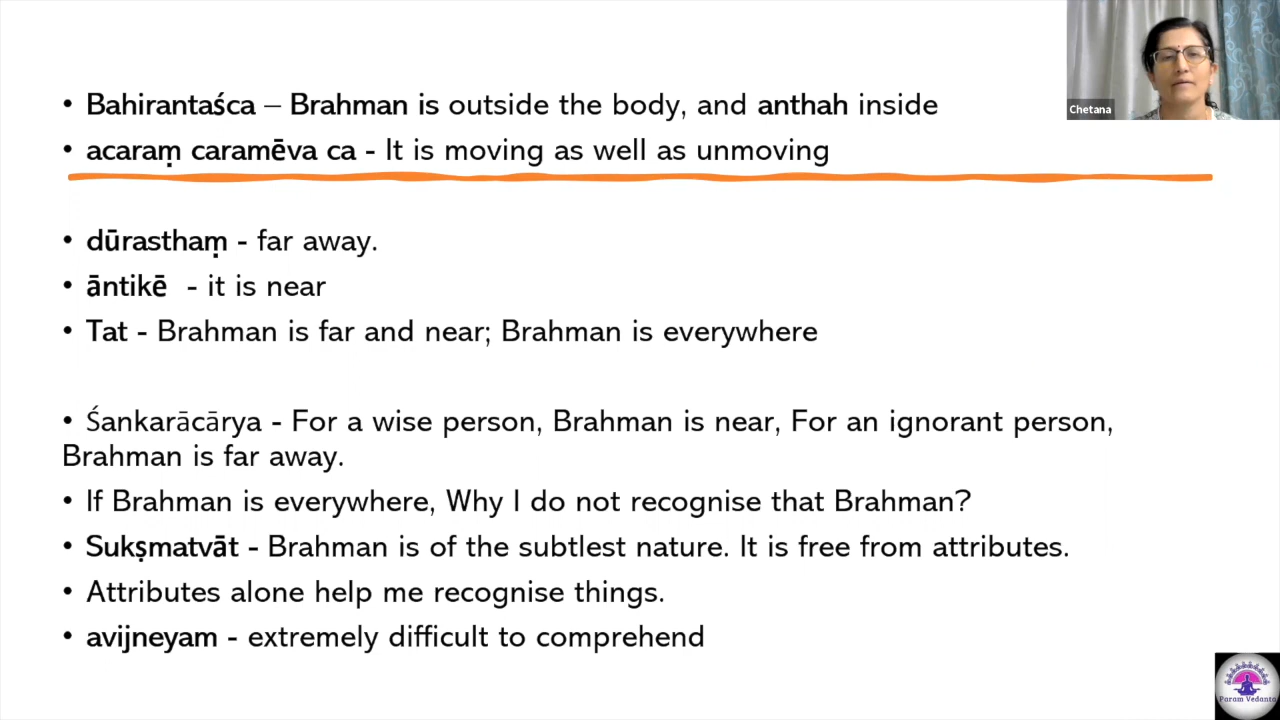 Chetana
• Bahirantaśca – Brahman is outside the body, and anthah inside
• acaraṃ caramēva ca - It is moving as well as unmoving
• dūrasthaṃ - far away.
• āntikē - it is near
• Tat - Brahman is far and near; Brahman is everywhere
• Śankarācārya - For a wise person, Brahman is near, For an ignorant person,
Brahman is far away.
• If Brahman is everywhere, Why I do not recognise that Brahman?
• Sukṣmatvāt - Brahman is of the subtlest nature. It is free from attributes.
• Attributes alone help me recognise things.
• avijneyam - extremely difficult to comprehend
Param Vedanta